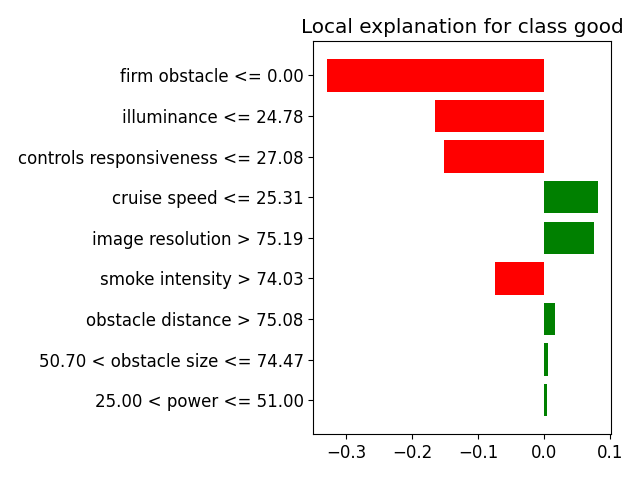 Local explanation for class good
firm obstacle <= 0.00
illuminance <= 24.78
controls responsiveness <= 27.08
cruise speed <= 25.31
image resolution > 75.19
smoke intensity > 74.03
obstacle distance > 75.08
50.70 < obstacle size <= 74.47
25.00 < power <= 51.00
−0.3 −0.2 −0.1 0.0 0.1